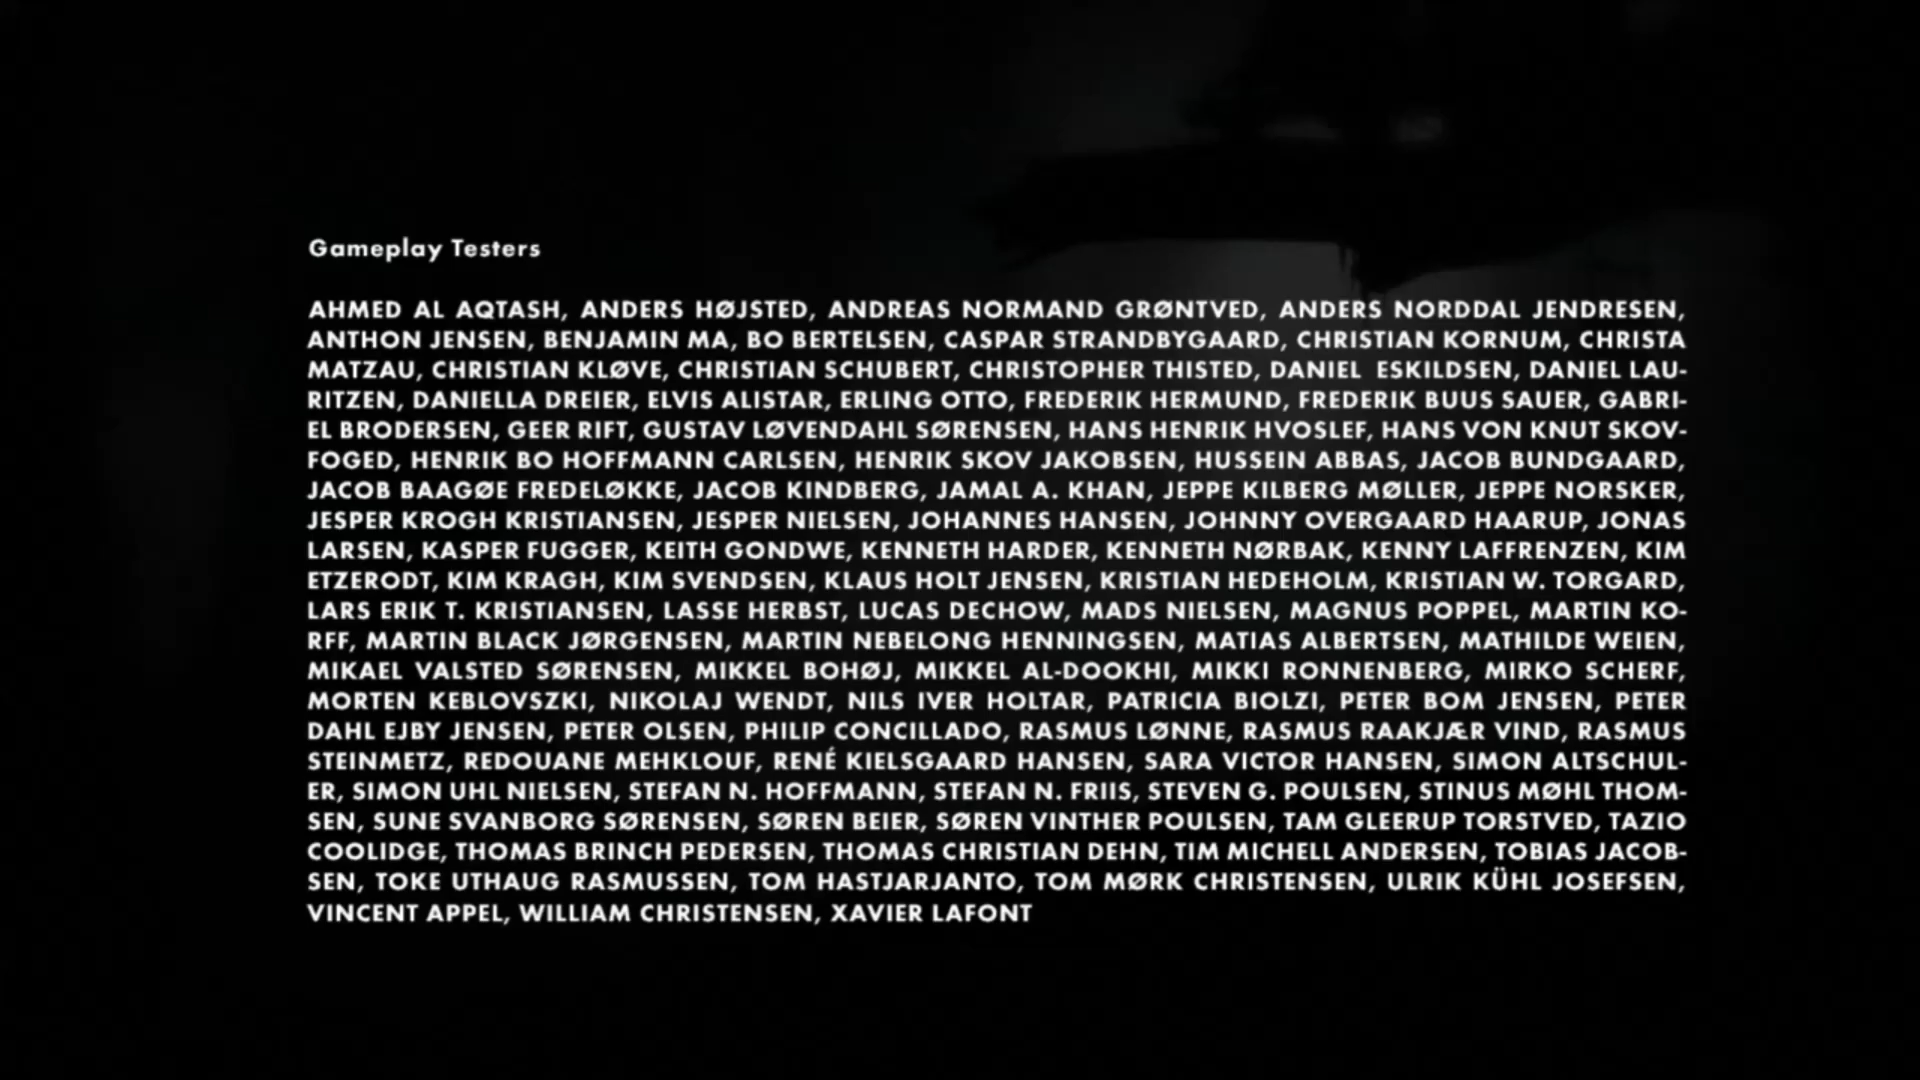 Gameplay Testers
AHMED AL AQTASH, ANDERS HØJSTED, ANDREAS NORMAND GRØNTVED, ANDERS NORDDAL JENDRESEN,
ANTHON JENSEN, BENJAMIN MA, BO BERTELSEN, CASPAR STRANDBYGAARD, CHRISTIAN KORNUM, CHRISTA
MATZAU, CHRISTIAN KLØVE, CHRISTIAN SCHUBERT, CHRISTOPHER THISTED, DANIEL ESKILDSEN, DANIEL LAU-
RITZEN, DANIELLA DREIER, ELVIS ALISTAR, ERLING OTTO, FREDERIK HERMUND, FREDERIK BUUS SAUER, GABRI-
EL BRODERSEN, GEER RIFT, GUSTAV LØVENDAHL SØRENSEN, HANS HENRIK HVOSLEF, HANS VON KNUT SKOV-
FOGED, HENRIK BO HOFFMANN CARLSEN, HENRIK SKOV JAKOBSEN, HUSSEIN ABBAS, JACOB BUNDGAARD,
JACOB BAAGØE FREDELØKKE, JACOB KINDBERG, JAMAL A. KHAN, JEPPE KILBERG MØLLER, JEPPE NORSKER,
JESPER KROGH KRISTIANSEN, JESPER NIELSEN, JOHANNES HANSEN, JOHNNY OVERGAARD HAARUP, JONAS
LARSEN, KASPER FUGGER, KEITH GONDWE, KENNETH HARDER, KENNETH NØRBAK, KENNY LAFFRENZEN, KIM
ETZERODT, KIM KRAGH, KIM SVENDSEN, KLAUS HOLT JENSEN, KRISTIAN HEDEHOLM, KRISTIAN W. TORGARD,
LARS ERIK T. KRISTIANSEN, LASSE HERBST, LUCAS DECHOW, MADS NIELSEN, MAGNUS POPPEL, MARTIN KO-
RFF, MARTIN BLACK JØRGENSEN, MARTIN NEBELONG HENNINGSEN, MATIAS ALBERTSEN, MATHILDE WEIEN,
MIKAEL VALSTED SØRENSEN, MIKKEL BOHØJ, MIKKEL AL-DOOKHI, MIKKI RONNENBERG, MIRKO SCHERF,
MORTEN KEBLOVSZKI, NIKOLAJ WENDT, NILS IVER HOLTAR, PATRICIA BIOLZI, PETER BOM JENSEN, PETER
DAHL EJBY JENSEN, PETER OLSEN, PHILIP CONCILLADO, RASMUS LØNNE, RASMUS RAAKJÆR VIND, RASMUS
STEINMETZ, REDOUANE MEHKLOUF, RENÉ KIELSGAARD HANSEN, SARA VICTOR HANSEN, SIMON ALTSCHUL-
ER, SIMON UHL NIELSEN, STEFAN N. HOFFMANN, STEFAN N. FRIIS, STEVEN G. POULSEN, STINUS MØHL THOM-
SEN, SUNE SVANBORG SØRENSEN, SØREN BEIER, SØREN VINTHER POULSEN, TAM GLEERUP TORSTVED, TAZIO
COOLIDGE, THOMAS BRINCH PEDERSEN, THOMAS CHRISTIAN DEHN, TIM MICHELL ANDERSEN, TOBIAS JACOB-
SEN, TOKE UTHAUG RASMUSSEN, TOM HASTJARJANTO, TOM MØRK CHRISTENSEN, ULRIK KÜHL JOSEFSEN,
VINCENT APPEL, WILLIAM CHRISTENSEN, XAVIER LAFONT